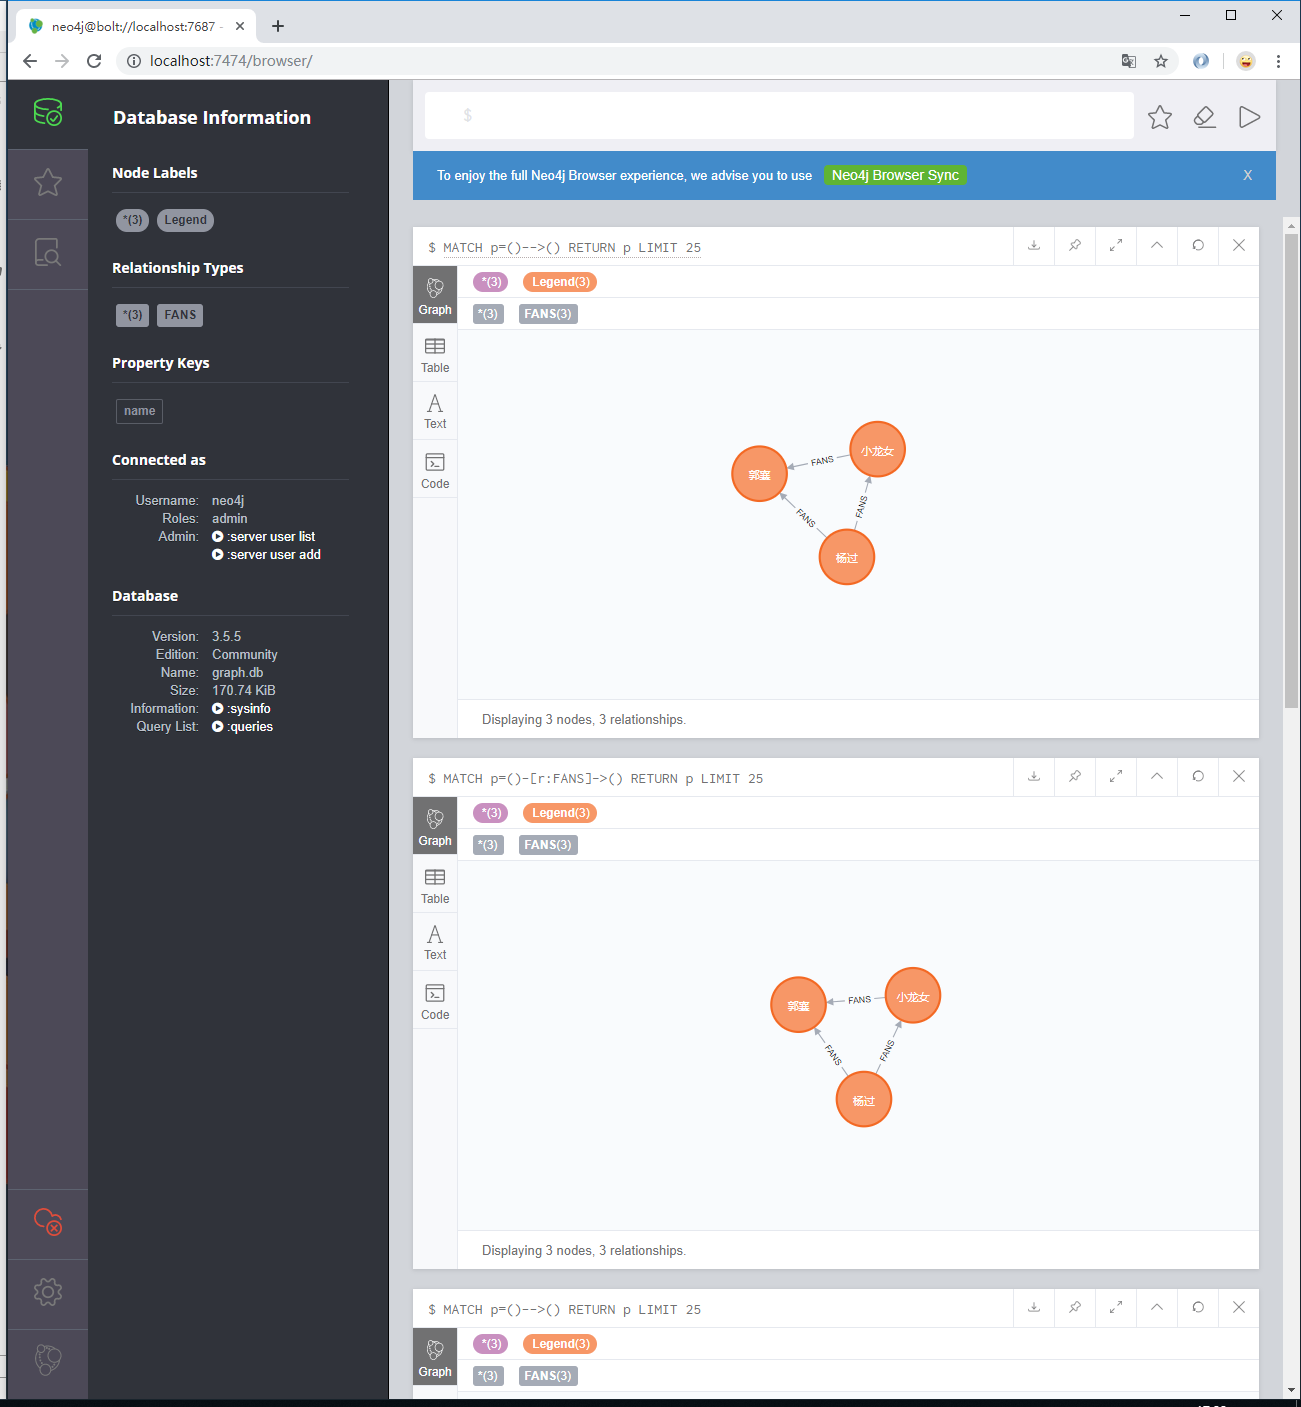 neo4j@bolt://localhost:7687 -
localhost:7474/browser/
Database Information
Node Labels
*(3) Legend
Relationship Types
*(3) FANS
Property Keys
name
Connected as
Username: neo4j
Roles: admin
Admin: :server user list
:server user add
Database
Version: 3.5.5
Edition: Community
Name: graph.db
Size: 170.74 KiB
Information: :sysinfo
Query List: :queries
$
To enjoy the full Neo4j Browser experience, we advise you to use Neo4j Browser Sync X
$ MATCH p=()-->() RETURN p LIMIT 25
*(3) Legend(3)
*(3) FANS(3)
Graph
Table
Text
Code
小龙女
FANS
FANS
FANS
杨过
Displaying 3 nodes, 3 relationships.
$ MATCH p=()-[r:FANS]->() RETURN p LIMIT 25
*(3) Legend(3)
*(3) FANS(3)
Graph
Table
Text
Code
小龙女
FANS
FANS
FANS
杨过
Displaying 3 nodes, 3 relationships.
$ MATCH p=()-->() RETURN p LIMIT 25
*(3) Legend(3)
*(3) FANS(3)
Graph